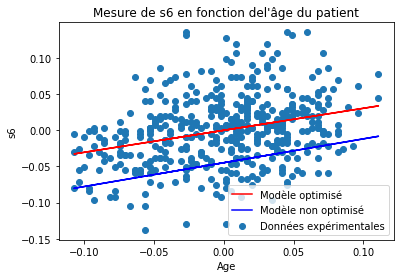 Mesure de s6 en fonction del'âge du patient
s6
0.10
0.05
0.00
−0.05
−0.10
−0.15
−0.10
−0.05
0.00
0.05
0.10
Age
Modèle optimisé
Modèle non optimisé
Données expérimentales